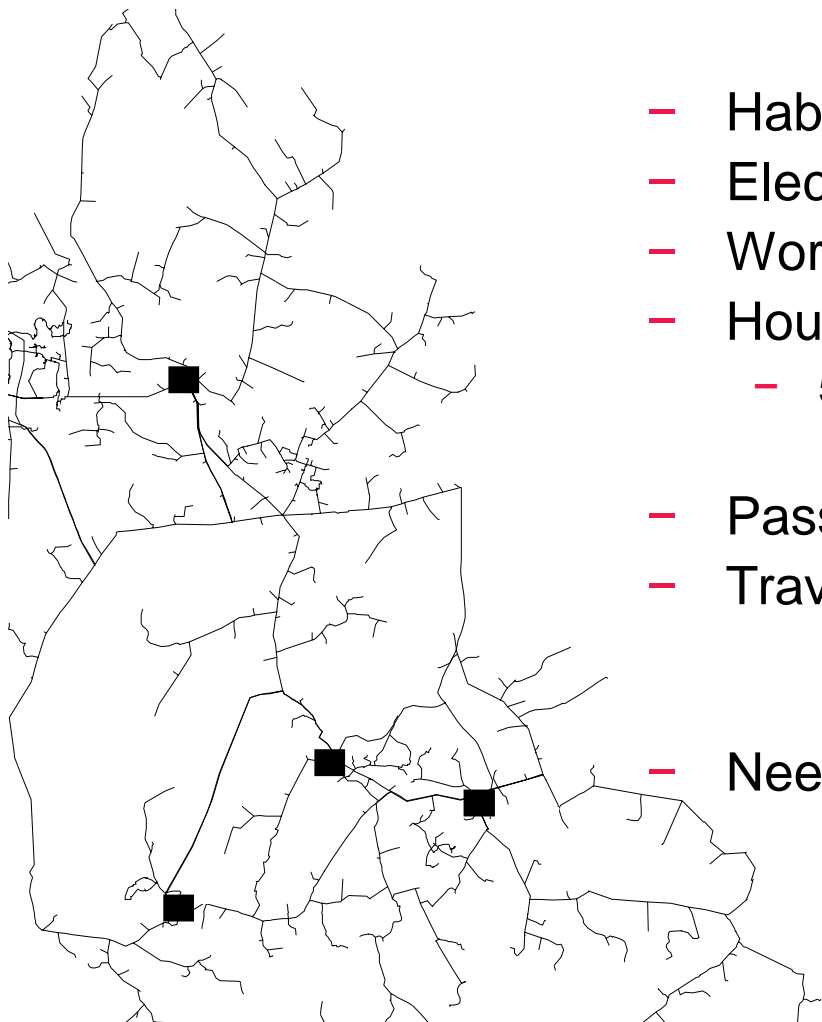 – Hab
– Elec
– Wor
– Hou
–
– Pass
– Trav
– Nee